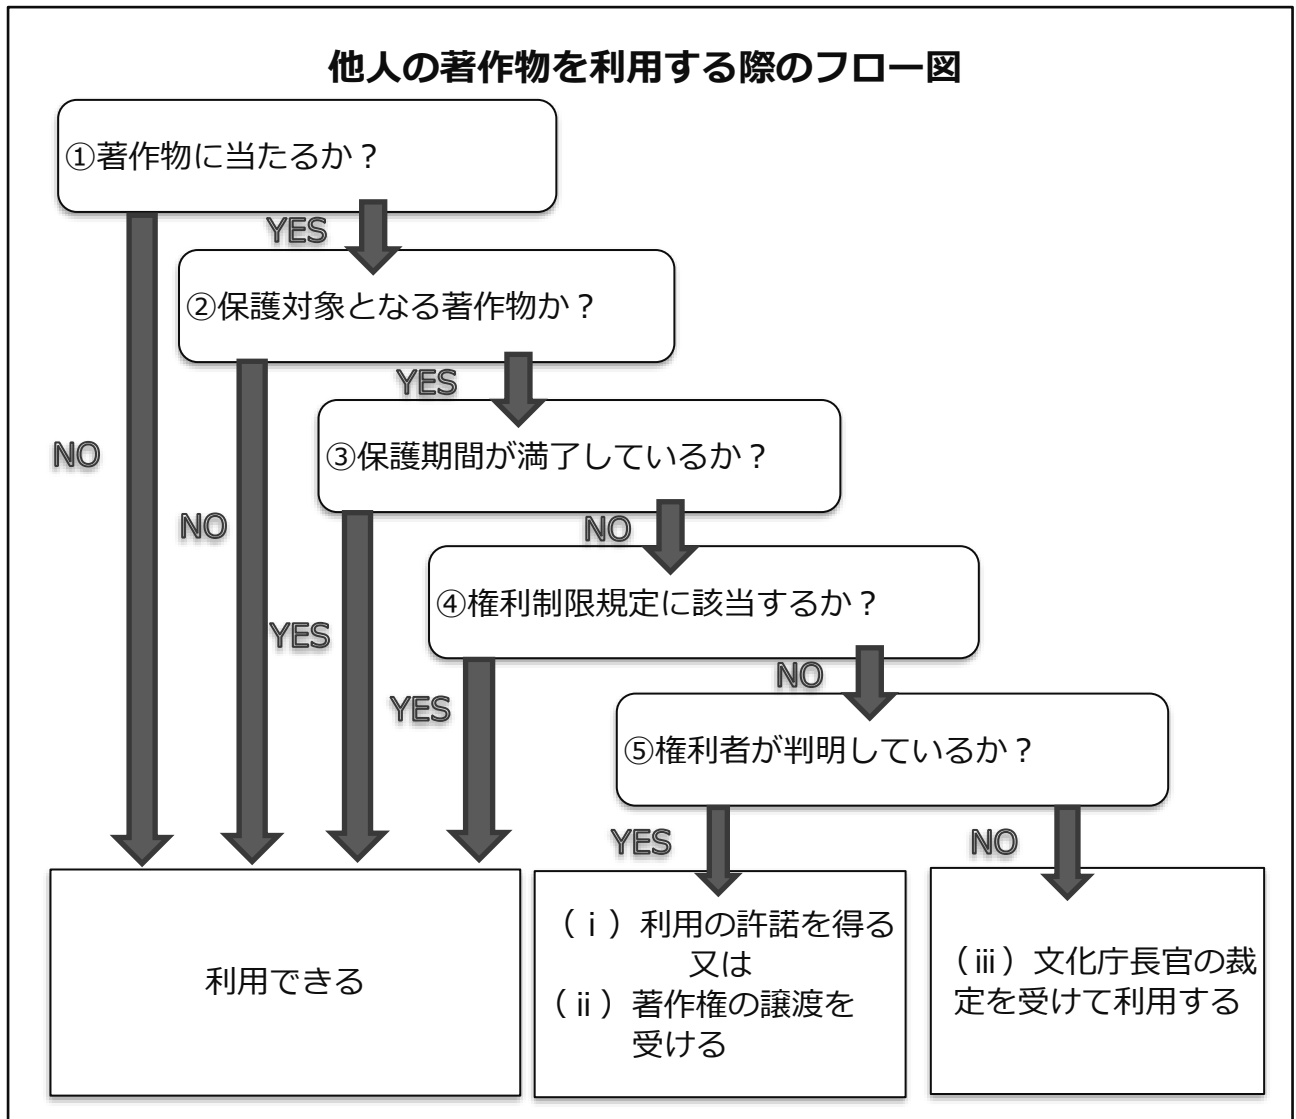 他人の著作物を利用する際のフロー図
①著作物に当たるか？
YES
②保護対象となる著作物か？
YES
NO
③保護期間が満了しているか？
NO
NO
④権利制限規定に該当するか？
YES
NO
YES
⑤権利者が判明しているか？
YES
NO
利用できる
（ⅰ）利用の許諾を得る
又は
（ⅱ）著作権の譲渡を
受ける
（ⅲ）文化庁長官の裁
定を受けて利用する